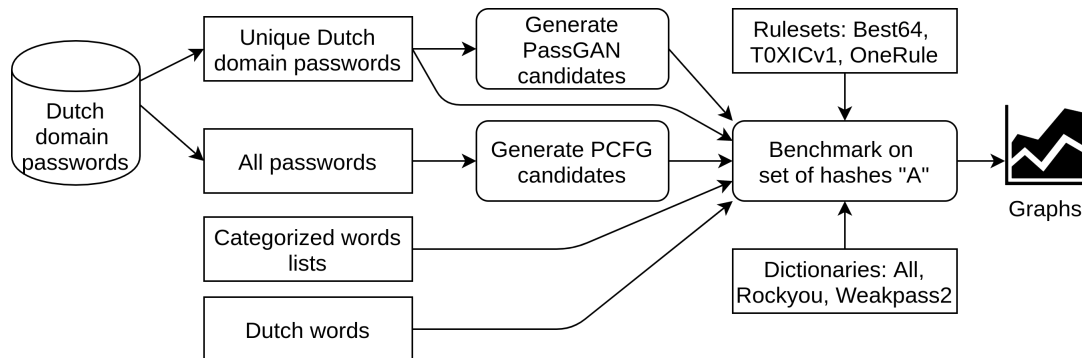 Dutch
domain
passwords
Unique Dutch
domain passwords
Generate
PassGAN
candidates
Rulesets: Best64,
T0XICv1, OneRule
All passwords
Generate PCFG
candidates
Benchmark on
set of hashes "A"
Graphs
Categorized words
lists
Dictionaries: All,
Rockyou, Weakpass2
Dutch words